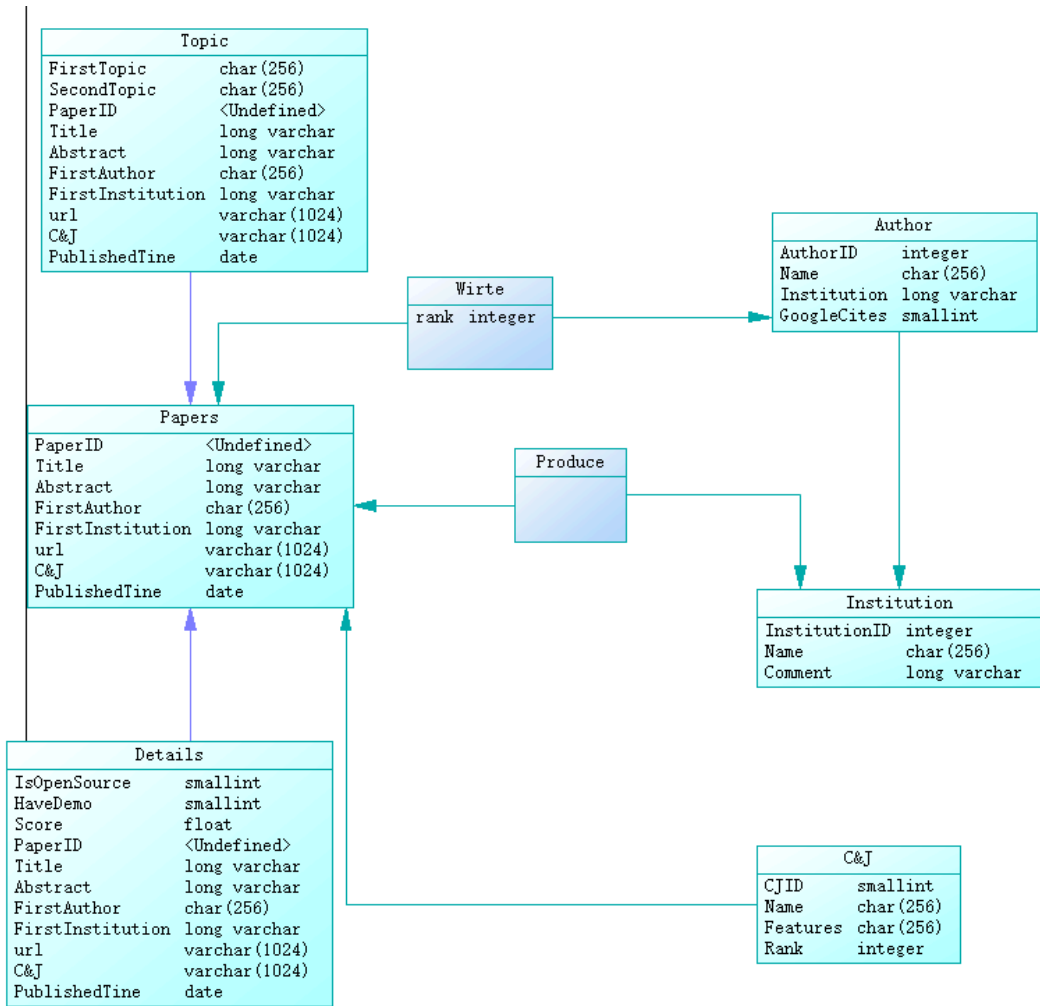 Topic
FirstTopic char(256)
SecondTopic char(256)
PaperID <Undefined>
Title long varchar
Abstract long varchar
FirstAuthor char(256)
FirstInstitution long varchar
url varchar(1024)
C&J varchar(1024)
PublishedTine date
Author
AuthorID integer
Name char(256)
Institution long varchar
GoogleCites smallint
Wirte
rank integer
Papers
PaperID <Undefined>
Title long varchar
Abstract long varchar
FirstAuthor char(256)
FirstInstitution long varchar
url varchar(1024)
C&J varchar(1024)
PublishedTine date
Produce
Institution
InstitutionID integer
Name char(256)
Comment long varchar
Details
IsOpenSource smallint
HaveDemo smallint
Score float
PaperID <Undefined>
Title long varchar
Abstract long varchar
FirstAuthor char(256)
FirstInstitution long varchar
url varchar(1024)
C&J varchar(1024)
PublishedTine date
C&J
CJID smallint
Name char(256)
Features char(256)
Rank integer